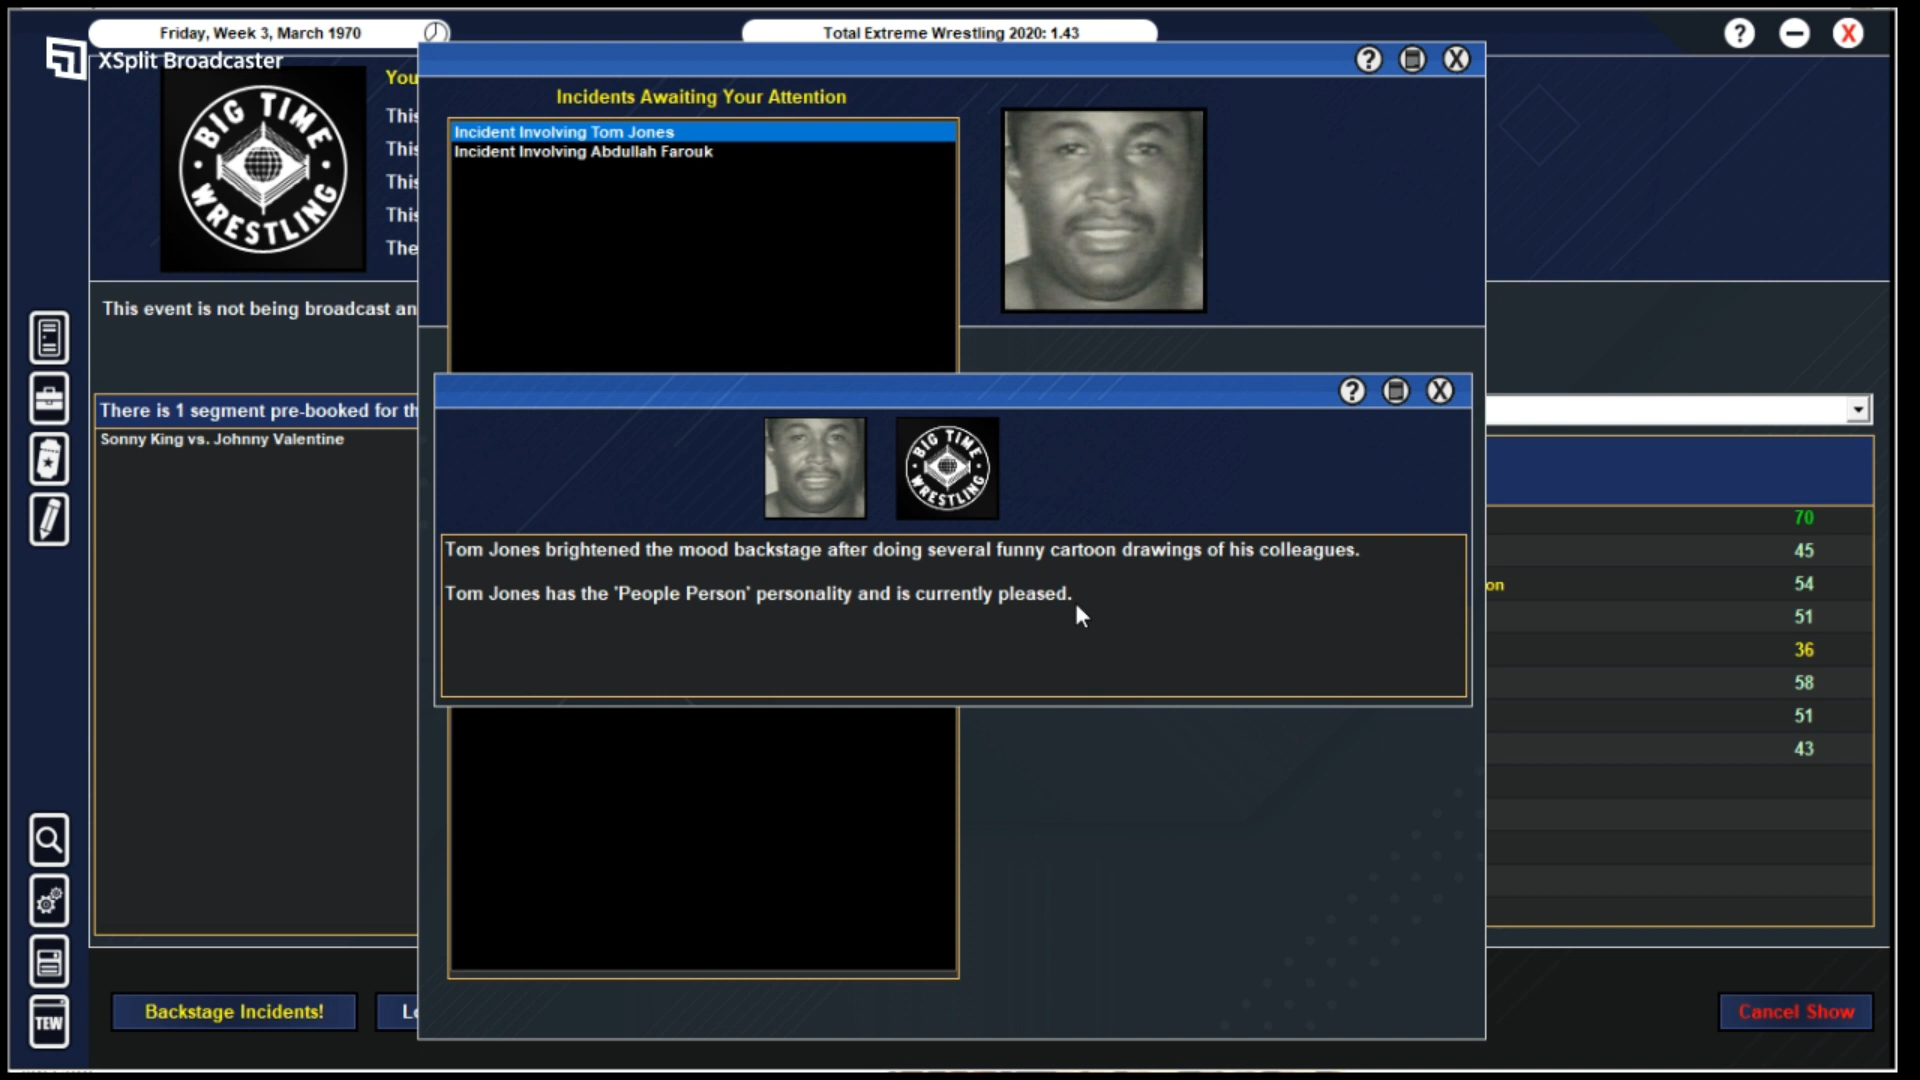 Friday, Week 3, March 1970
Total Extreme Wrestling 2020: 1.43
XSplit Broadcaster
BIG TIME WRESTLING
You
This
This
This
This
The
Incidents Awaiting Your Attention
Incident Involving Tom Jones
Incident Involving Abdullah Farouk
This event is not being broadcast an
There is 1 segment pre-booked for th
Sonny King vs. Johnny Valentine
BIG TIME WRESTLING
Tom Jones brightened the mood backstage after doing several funny cartoon drawings of his colleagues.
Tom Jones has the 'People Person' personality and is currently pleased.
70
45
on 54
51
36
58
51
43
TEW
Backstage Incidents!
Lo
Cancel Show